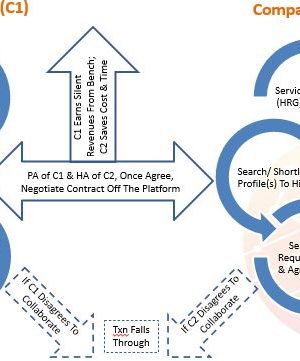 (C1)
Compa
C1 Earns Silent
Revenues From Bench;
C2 Saves Cost & Time
Servic
(HRG)
PA of C1 & HA of C2, Once Agree,
Negotiate Contract Off The Platform
Search/ Shortl
Profile(s) To Hi
Se
Requ
& Ag
If C1 Disagrees To
Collaborate
Txn Falls
Through
If C2 Disagrees To
Collaborate